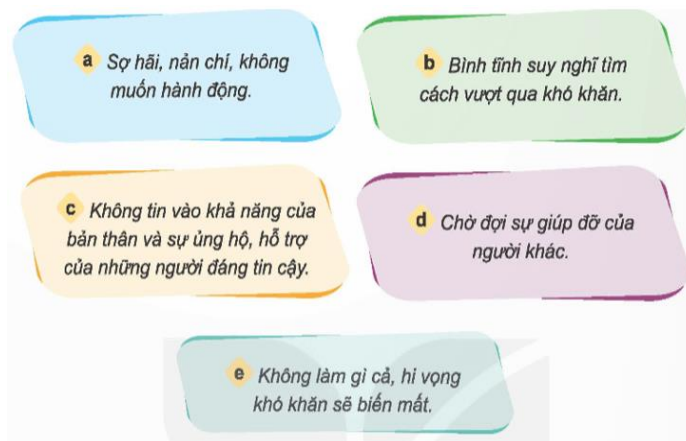 a Sợ hãi, nản chí, không
muốn hành động.
b Bình tĩnh suy nghĩ tìm
cách vượt qua khó khăn.
c Không tin vào khả năng của
bản thân và sự ủng hộ, hỗ trợ
của những người đáng tin cậy.
d Chờ đợi sự giúp đỡ của
người khác.
e Không làm gì cả, hi vọng
khó khăn sẽ biến mất.